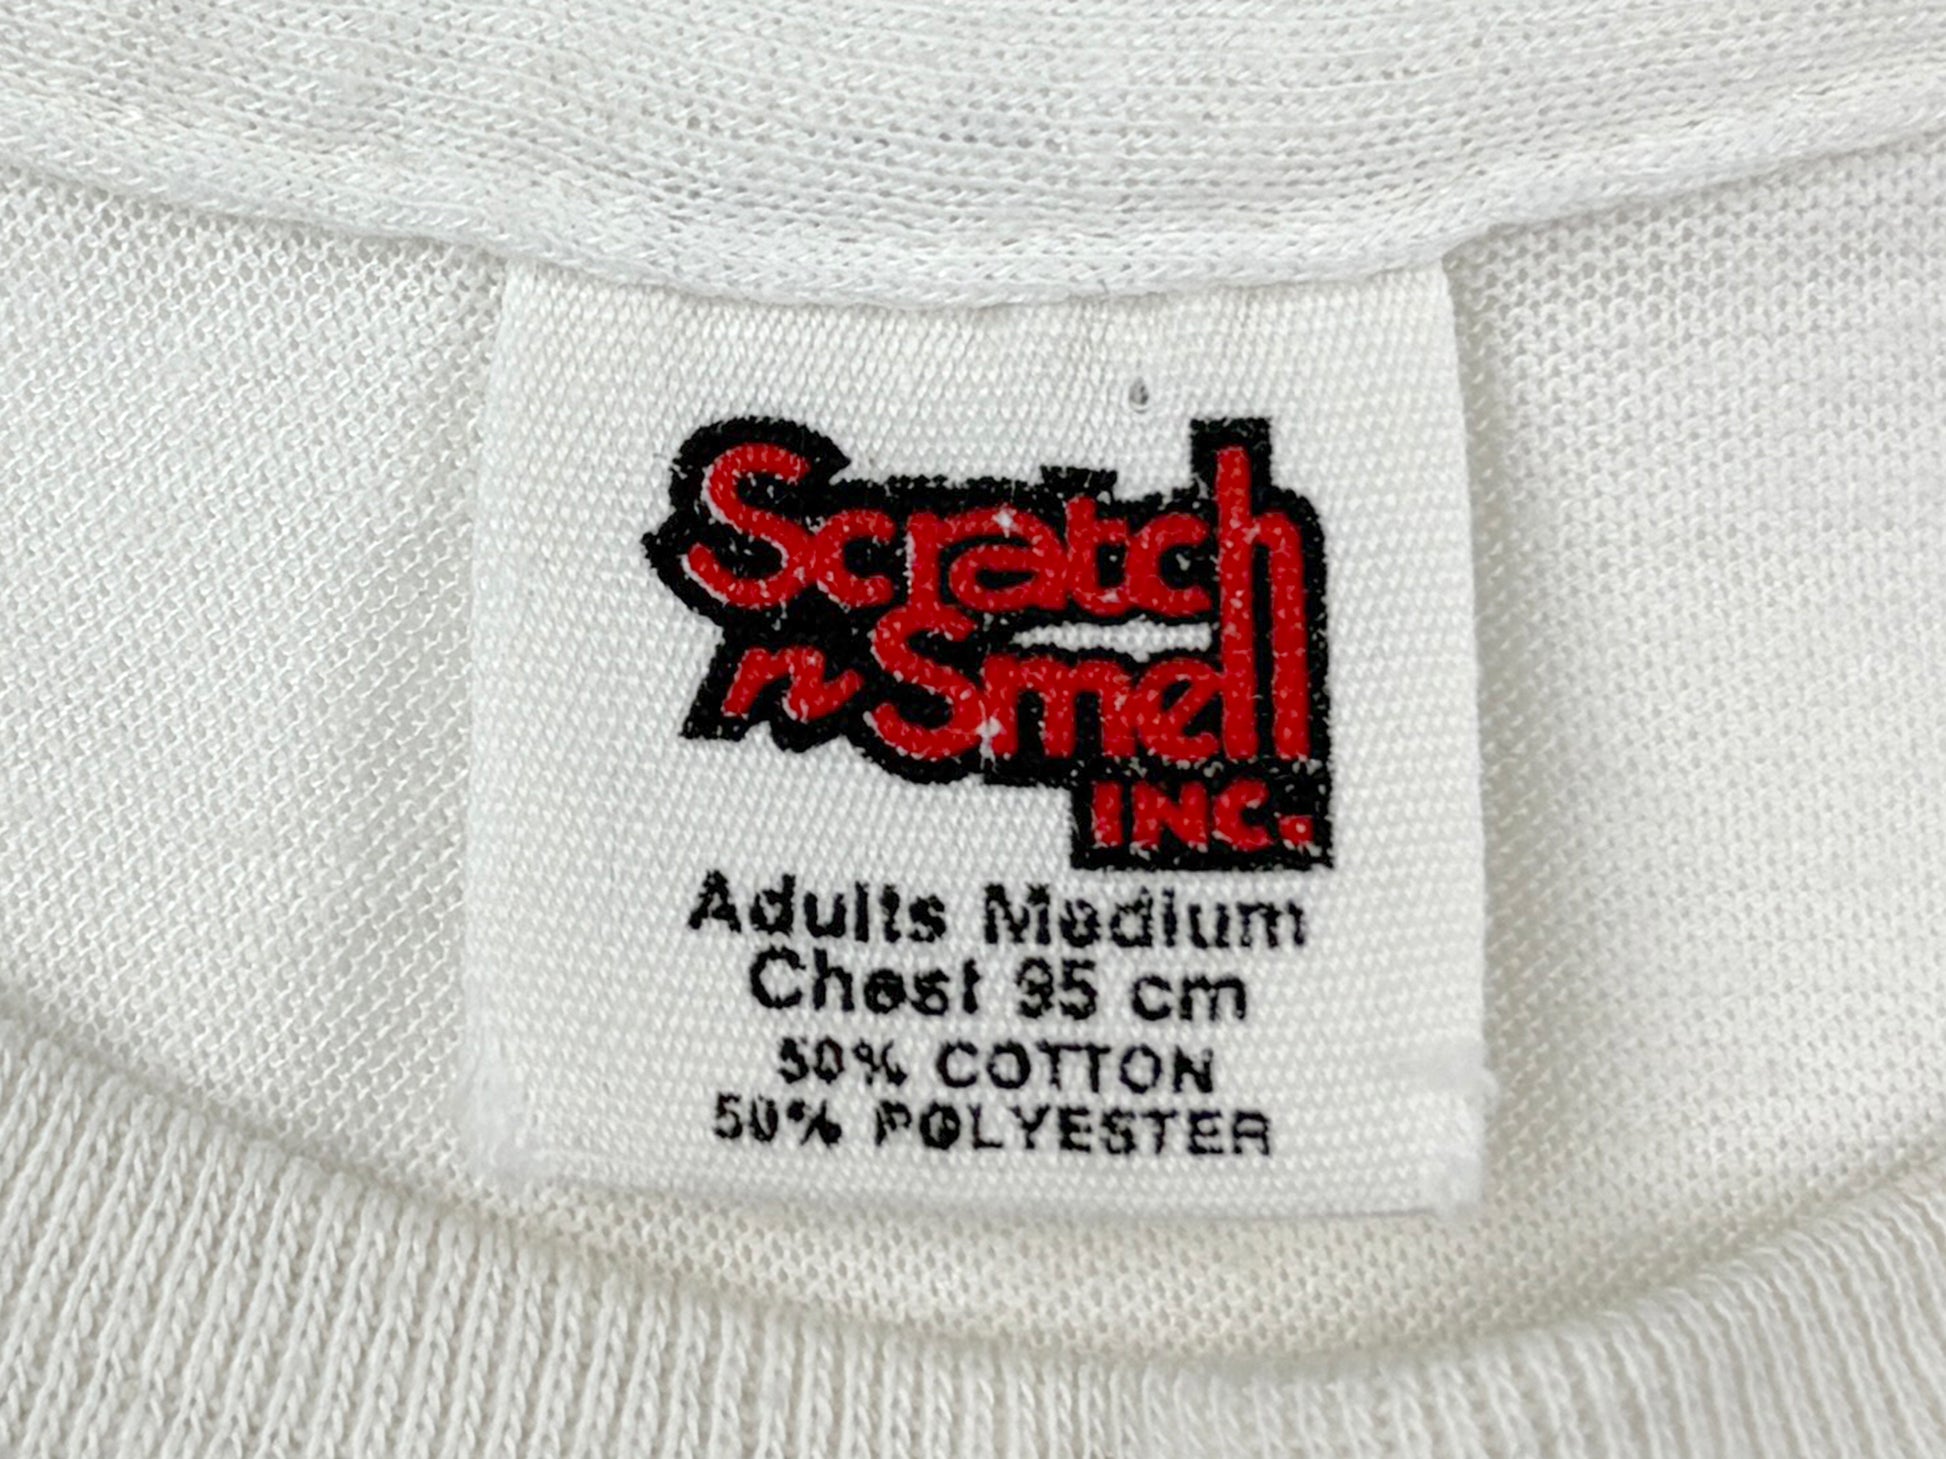 Scratch
n Smell
INC.
Adults Medium
Chest 95 cm
50% COTTON
50% POLYESTER